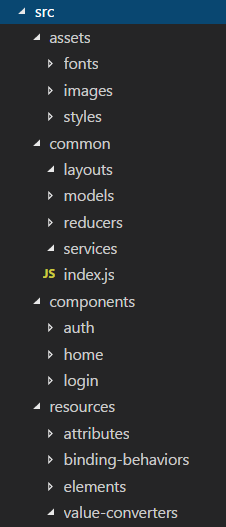 src
assets
fonts
images
styles
common
layouts
models
reducers
services
JS index.js
components
auth
home
login
resources
attributes
binding-behaviors
elements
value-converters